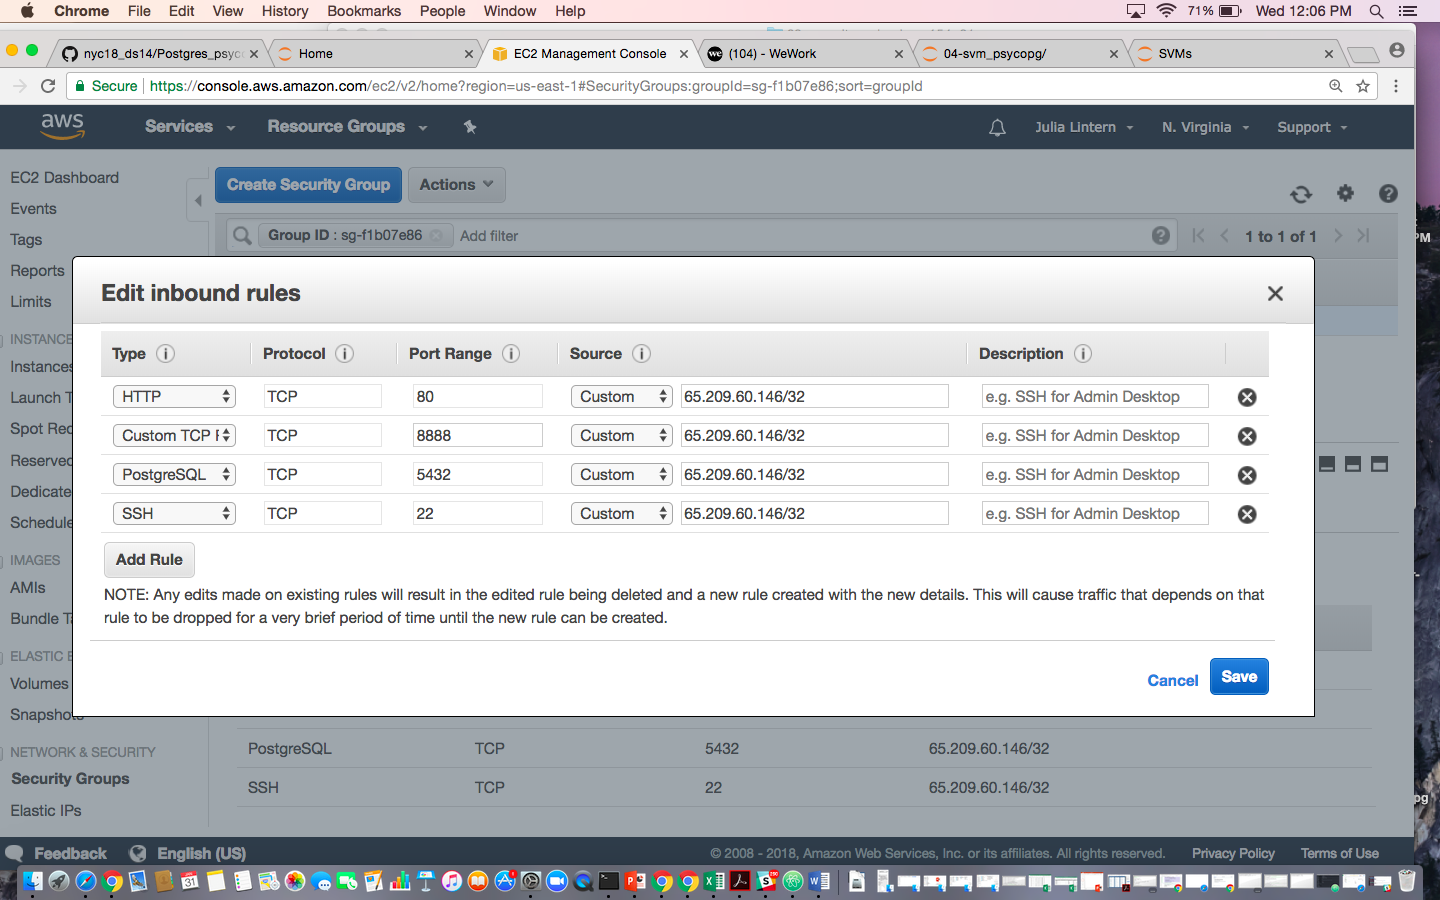 Chrome File Edit View History Bookmarks People Window Help 71% Wed 12:06 PM
nyc18_ds14/Postgres_psyc Home EC2 Management Console we (104) - WeWork 04-svm_psycopg/ SVMs
Secure https://console.aws.amazon.com/ec2/v2/home?region=us-east-1#SecurityGroups:groupId=sg-f1b07e86;sort=groupId
aws Services Resource Groups Julia Lintern N. Virginia Support
EC2 Dashboard
Events
Tags
Reports
Limits
INSTANCE
Instances
Launch T
Spot Rec
Reserved
Dedicate
Schedule
IMAGES
AMIs
Bundle Ta
ELASTIC B
Volumes
Snapshots
NETWORK & SECURITY
Security Groups
Elastic IPs
Create Security Group Actions
Group ID : sg-f1b07e86 Add filter 1 to 1 of 1
PM
Edit inbound rules
Type Protocol Port Range Source Description
HTTP TCP 80 Custom 65.209.60.146/32 e.g. SSH for Admin Desktop
Custom TCP F TCP 8888 Custom 65.209.60.146/32 e.g. SSH for Admin Desktop
PostgreSQL TCP 5432 Custom 65.209.60.146/32 e.g. SSH for Admin Desktop
SSH TCP 22 Custom 65.209.60.146/32 e.g. SSH for Admin Desktop
Add Rule
NOTE: Any edits made on existing rules will result in the edited rule being deleted and a new rule created with the new details. This will cause traffic that depends on that
rule to be dropped for a very brief period of time until the new rule can be created.
Cancel Save
PostgreSQL TCP 5432 65.209.60.146/32
SSH TCP 22 65.209.60.146/32
pg
Feedback English (US) © 2008 - 2018, Amazon Web Services, Inc. or its affiliates. All rights reserved. Privacy Policy Terms of Use